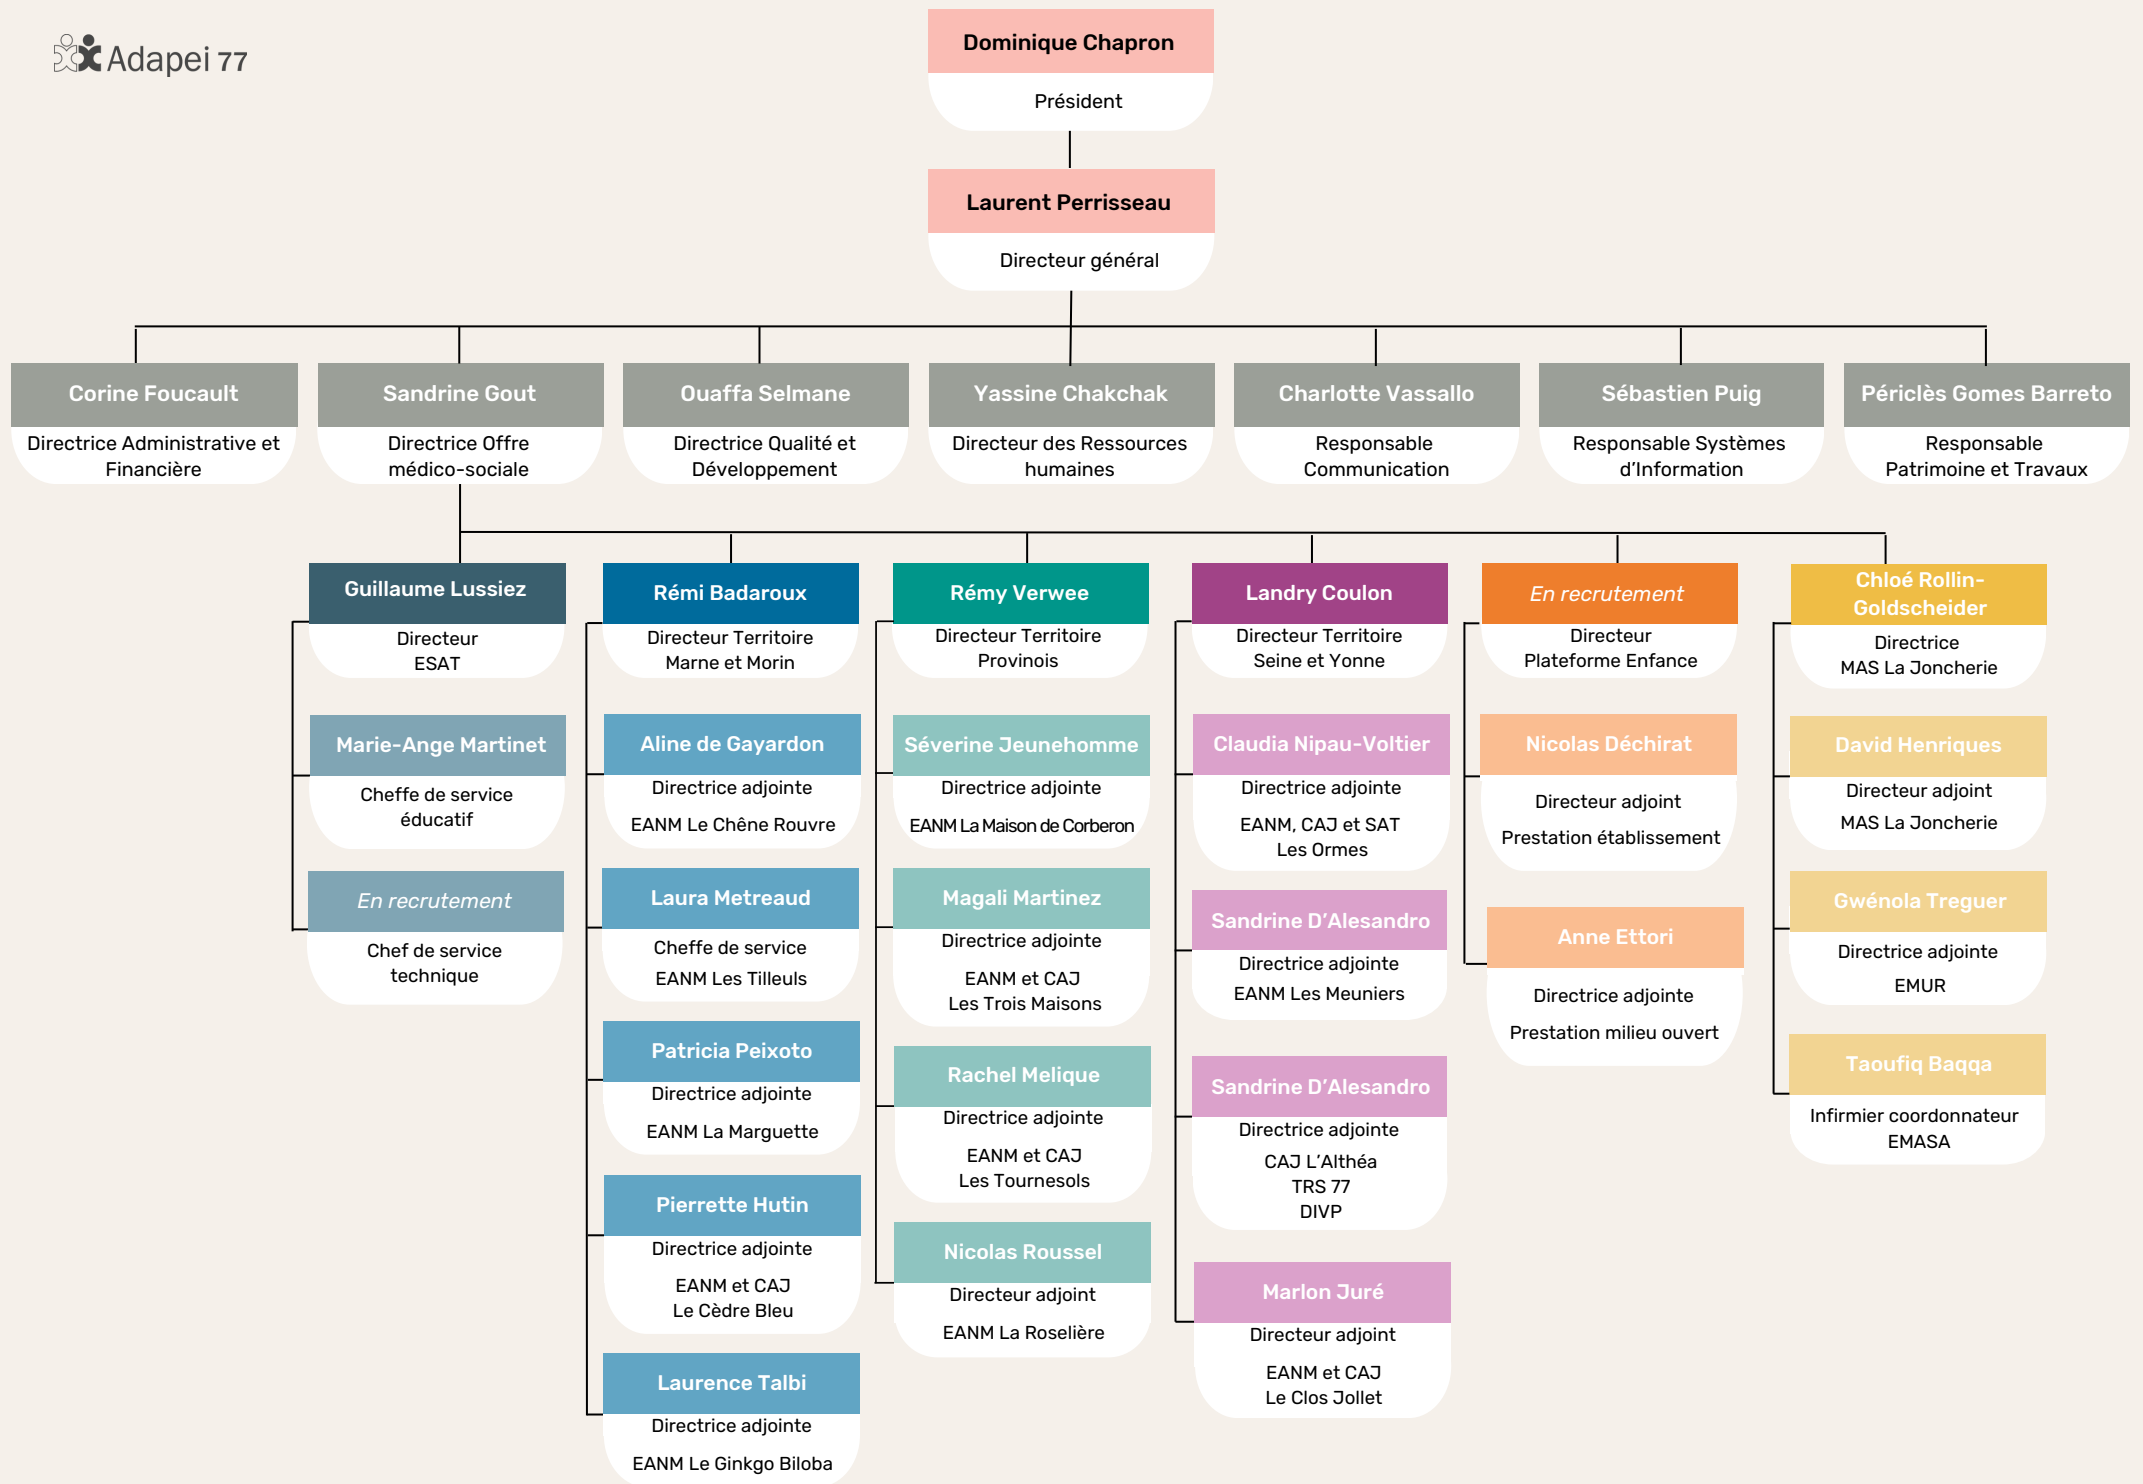 Adapei 77
Dominique Chapron
Président
Laurent Perrisseau
Directeur général
Corine Foucault
Directrice Administrative et
Financière
Sandrine Gout
Directrice Offre
médico-sociale
Ouaffa Selmane
Directrice Qualité et
Développement
Yassine Chakchak
Directeur des Ressources
humaines
Charlotte Vassallo
Responsable
Communication
Sébastien Puig
Responsable Systèmes
d'Information
Périclès Gomes Barreto
Responsable
Patrimoine et Travaux
Guillaume Lussiez
Directeur
ESAT
Marie-Ange Martinet
Cheffe de service
éducatif
En recrutement
Chef de service
technique
Rémi Badaroux
Directeur Territoire
Marne et Morin
Aline de Gayardon
Directrice adjointe
EANM Le Chêne Rouvre
Laura Metreaud
Cheffe de service
EANM Les Tilleuls
Patricia Peixoto
Directrice adjointe
EANM La Marguette
Pierrette Hutin
Directrice adjointe
EANM et CAJ
Le Cèdre Bleu
Laurence Talbi
Directrice adjointe
EANM Le Ginkgo Biloba
Rémy Verwee
Directeur Territoire
Provinois
Séverine Jeunehomme
Directrice adjointe
EANM La Maison de Corberon
Magali Martinez
Directrice adjointe
EANM et CAJ
Les Trois Maisons
Rachel Melique
Directrice adjointe
EANM et CAJ
Les Tournesols
Nicolas Roussel
Directeur adjoint
EANM La Roselière
Landry Coulon
Directeur Territoire
Seine et Yonne
Claudia Nipau-Voltier
Directrice adjointe
EANM, CAJ et SAT
Les Ormes
Sandrine D'Alesandro
Directrice adjointe
EANM Les Meuniers
Sandrine D'Alesandro
Directrice adjointe
CAJ L'Althéa
TRS 77
DIVP
Marlon Juré
Directeur adjoint
EANM et CAJ
Le Clos Jollet
En recrutement
Directeur
Plateforme Enfance
Nicolas Déchirat
Directeur adjoint
Prestation établissement
Anne Ettori
Directrice adjointe
Prestation milieu ouvert
Chloé Rollin-
Goldscheider
Directrice
MAS La Joncherie
David Henriques
Directeur adjoint
MAS La Joncherie
Gwénola Treguer
Directrice adjointe
EMUR
Taoufiq Baqqa
Infirmier coordonnateur
EMASA